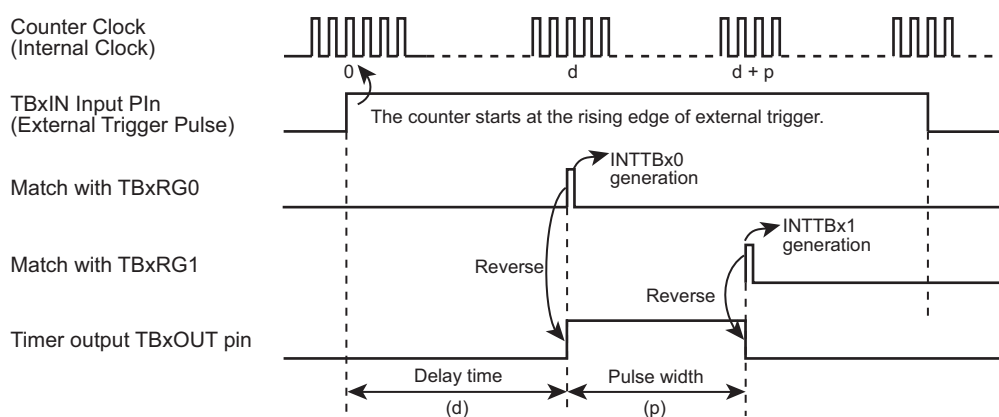 Counter Clock
(Internal Clock)
0
d
d + p
TBxIN Input PIn
(External Trigger Pulse)
The counter starts at the rising edge of external trigger.
INTTBx0
generation
Match with TBxRG0
INTTBx1
generation
Match with TBxRG1
Reverse
Reverse
Timer output TBxOUT pin
Delay time
Pulse width
(d)
(p)